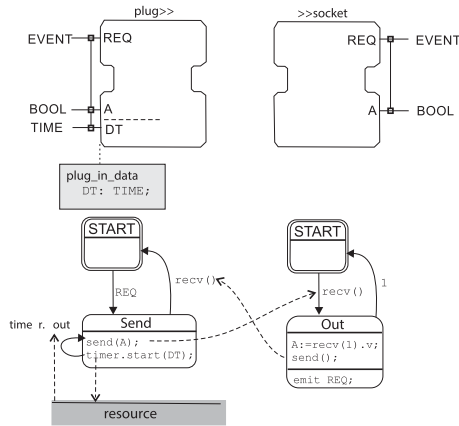 plug>>
>>socket
EVENT REQ
REQ EVENT
BOOL A
A BOOL
TIME DT
plug_in_data
DT: TIME;
START
START
recv()
recv()
1
REQ
time r. out
Send
Out
send(A);
timer.start(DT);
A:=recv(1).v;
send();
emit REQ;
resource